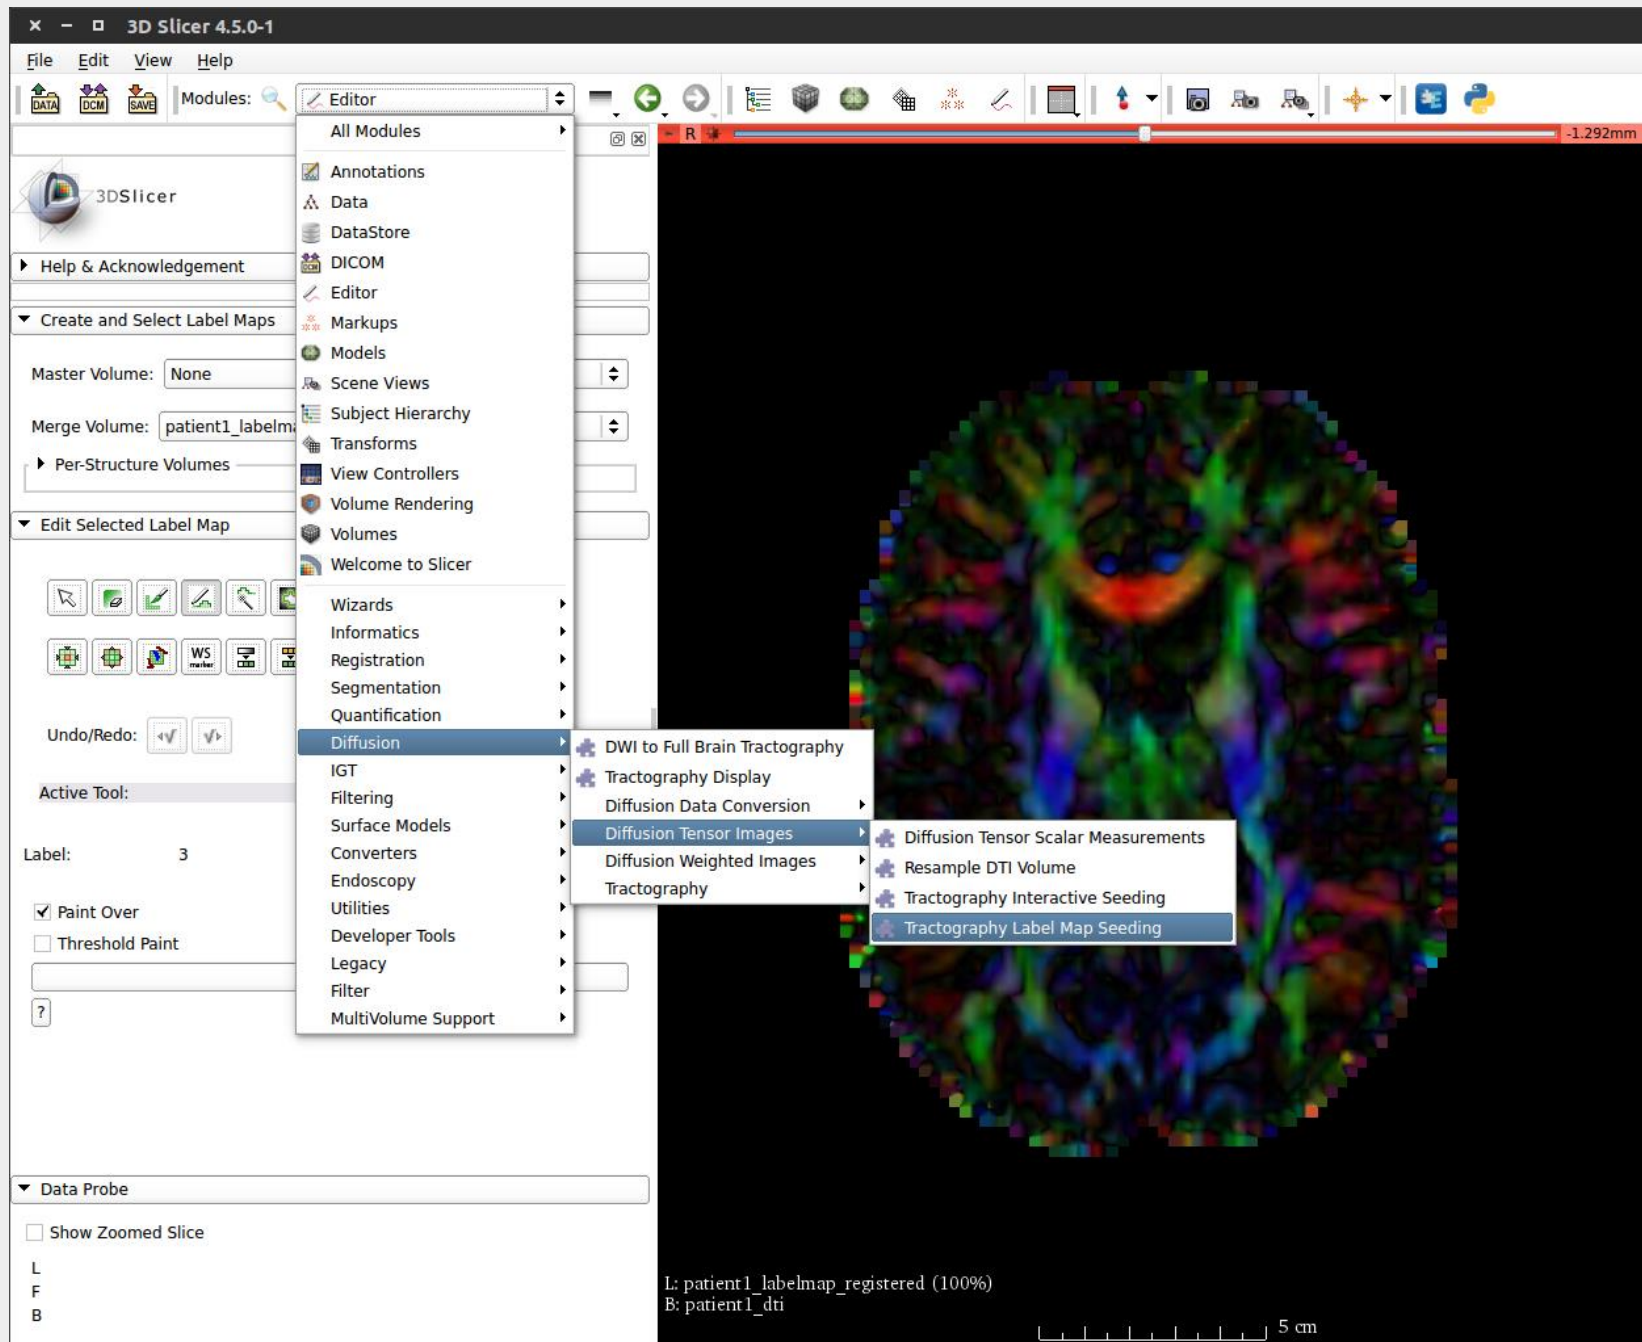 3D Slicer 4.5.0-1
File Edit View Help
DATA DCM SAVE Modules: Editor
R -1.292mm
3DSlicer
Help & Acknowledgement
Create and Select Label Maps
Master Volume: None
Merge Volume: patient1_labelma
Per-Structure Volumes
Edit Selected Label Map
WS
marker
Undo/Redo:
Active Tool:
Label: 3
Paint Over
Threshold Paint
?
Data Probe
Show Zoomed Slice
L
F
B
All Modules
Annotations
Data
DataStore
DICOM
Editor
Markups
Models
Scene Views
Subject Hierarchy
Transforms
View Controllers
Volume Rendering
Volumes
Welcome to Slicer
Wizards
Informatics
Registration
Segmentation
Quantification
Diffusion
IGT
Filtering
Surface Models
Converters
Endoscopy
Utilities
Developer Tools
Legacy
Filter
MultiVolume Support
DWI to Full Brain Tractography
Tractography Display
Diffusion Data Conversion
Diffusion Tensor Images
Diffusion Weighted Images
Tractography
Diffusion Tensor Scalar Measurements
Resample DTI Volume
Tractography Interactive Seeding
Tractography Label Map Seeding
L: patient1_labelmap_registered (100%)
B: patient1_dti
5 cm